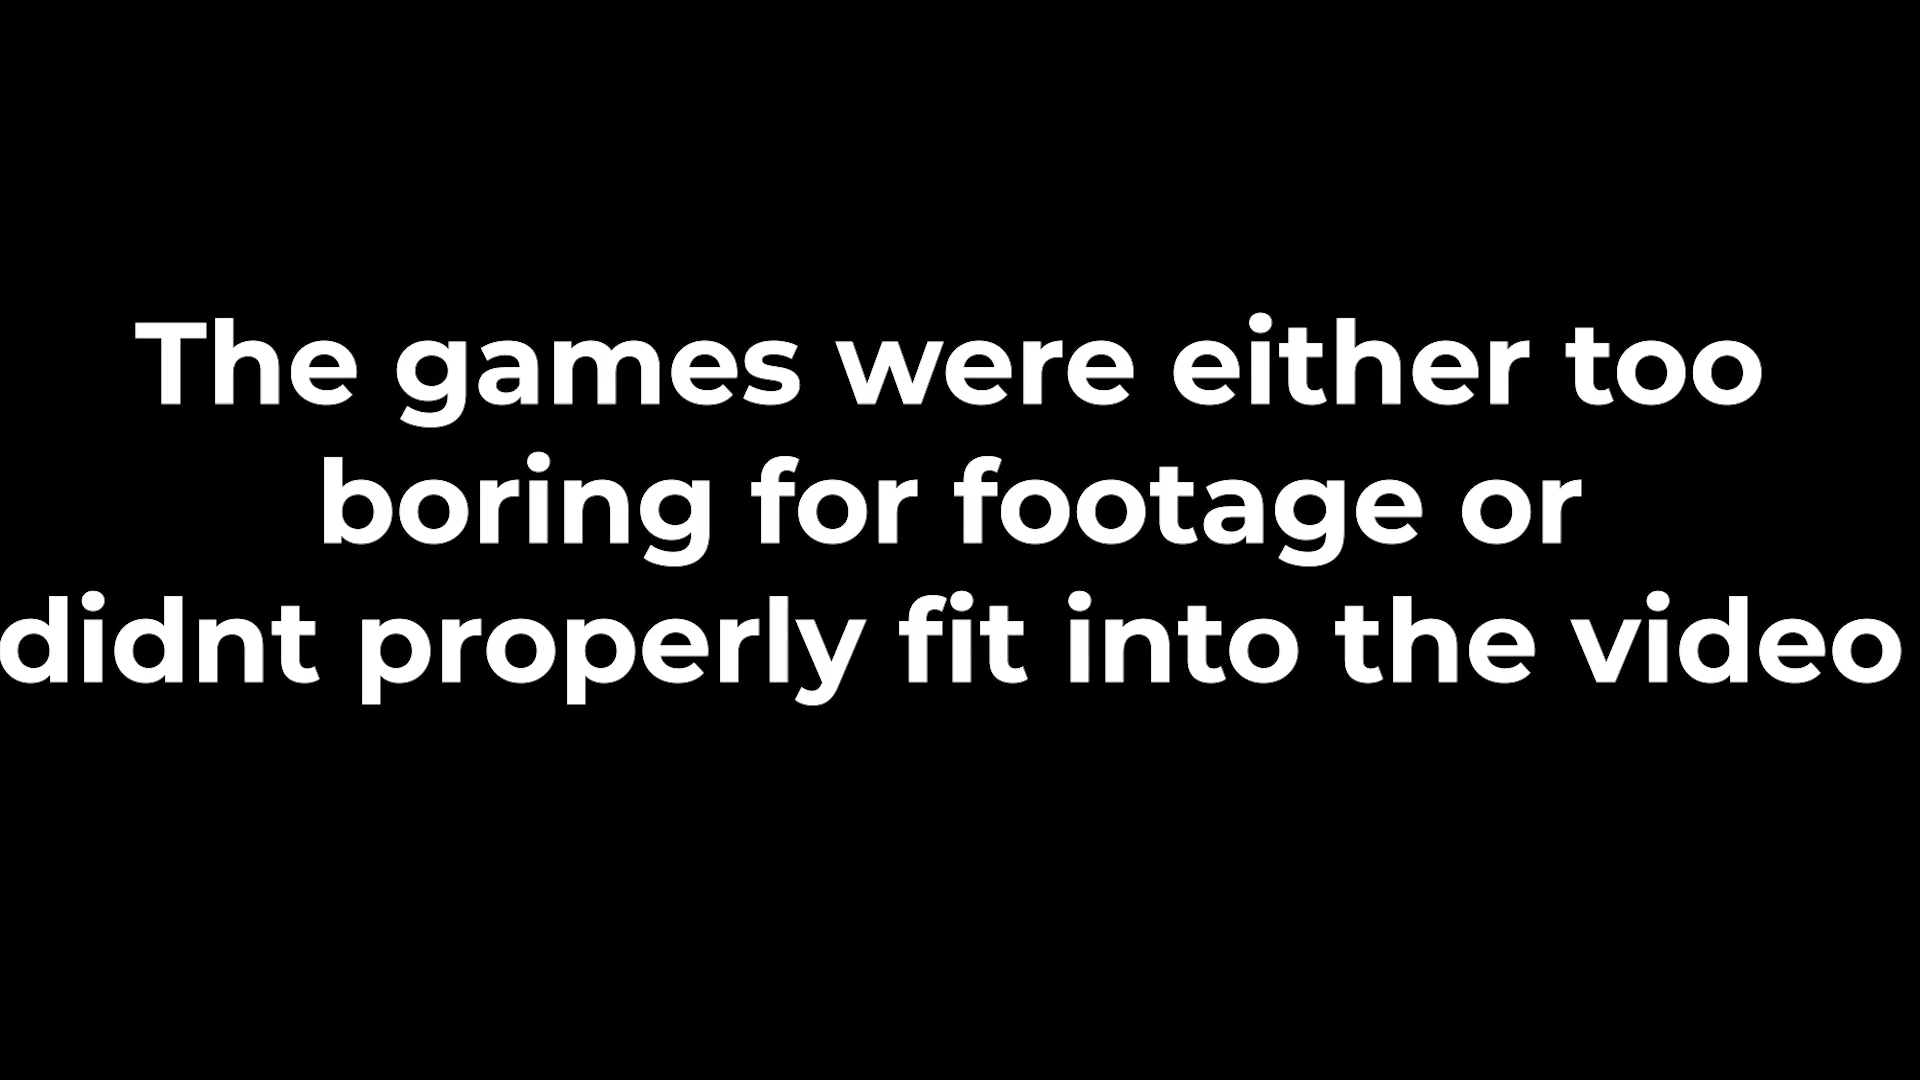 The games were either too
boring for footage or
didnt properly fit into the video